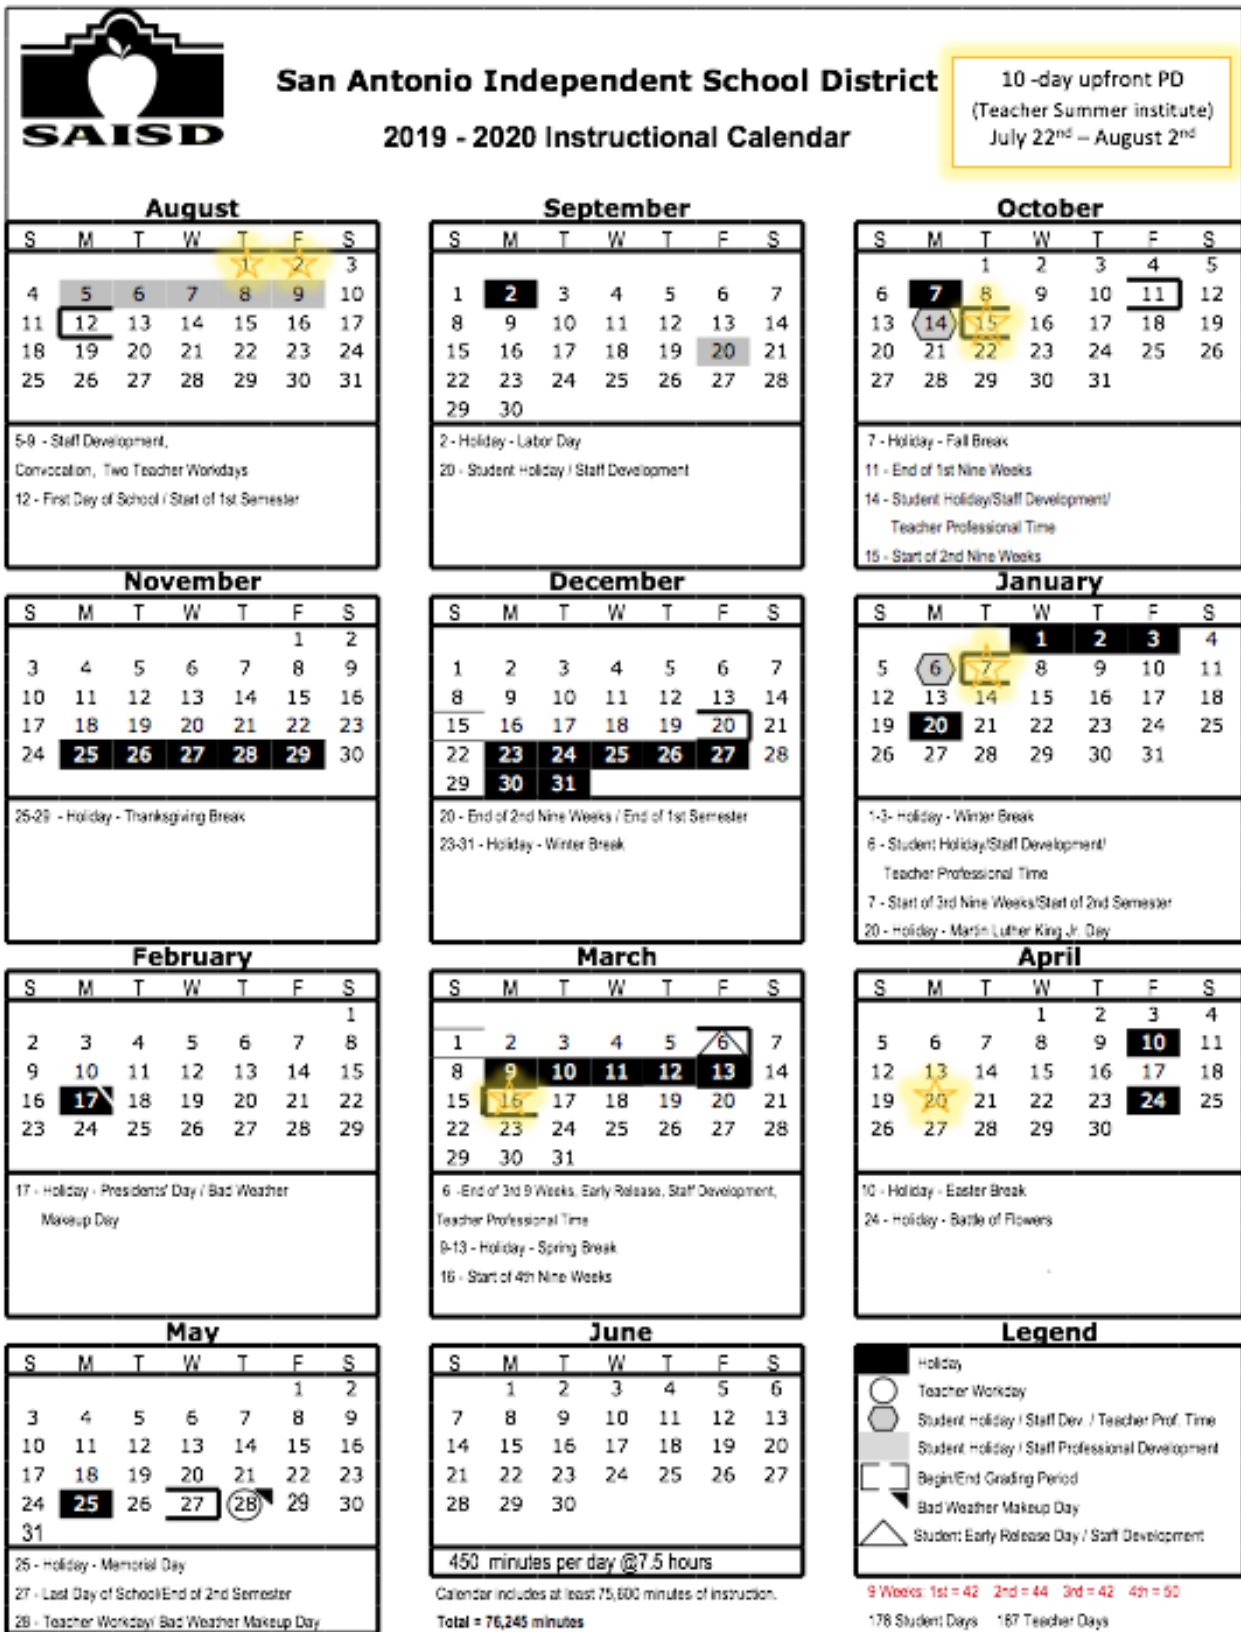 SAISD
San Antonio Independent School District
2019 - 2020 Instructional Calendar
10 -day upfront PD
(Teacher Summer institute)
July 22nd – August 2nd
August
S M T W T F S
1 2 3
4 5 6 7 8 9 10
11 12 13 14 15 16 17
18 19 20 21 22 23 24
25 26 27 28 29 30 31
5-9 - Staff Development,
Convocation, Two Teacher Workdays
12 - First Day of School / Start of 1st Semester
September
S M T W T F S
1 2 3 4 5 6 7
8 9 10 11 12 13 14
15 16 17 18 19 20 21
22 23 24 25 26 27 28
29 30
2 - Holiday - Labor Day
20 - Student Holiday / Staff Development
October
S M T W T F S
1 2 3 4 5
6 7 8 9 10 11 12
13 14 15 16 17 18 19
20 21 22 23 24 25 26
27 28 29 30 31
7 - Holiday - Fall Break
11 - End of 1st Nine Weeks
14 - Student Holiday/Staff Development/
Teacher Professional Time
15 - Start of 2nd Nine Weeks
November
S M T W T F S
1 2
3 4 5 6 7 8 9
10 11 12 13 14 15 16
17 18 19 20 21 22 23
24 25 26 27 28 29 30
25-29 - Holiday - Thanksgiving Break
December
S M T W T F S
1 2 3 4 5 6 7
8 9 10 11 12 13 14
15 16 17 18 19 20 21
22 23 24 25 26 27 28
29 30 31
20 - End of 2nd Nine Weeks / End of 1st Semester
23-31 - Holiday - Winter Break
January
S M T W T F S
1 2 3 4
5 6 7 8 9 10 11
12 13 14 15 16 17 18
19 20 21 22 23 24 25
26 27 28 29 30 31
1-3- Holiday - Winter Break
6 - Student Holiday/Staff Development/
Teacher Professional Time
7 - Start of 3rd Nine Weeks/Start of 2nd Semester
20 - Holiday - Martin Luther King Jr. Day
February
S M T W T F S
1
2 3 4 5 6 7 8
9 10 11 12 13 14 15
16 17 18 19 20 21 22
23 24 25 26 27 28 29
17 - Holiday - Presidents' Day / Bad Weather
Makeup Day
March
S M T W T F S
1 2 3 4 5 6 7
8 9 10 11 12 13 14
15 16 17 18 19 20 21
22 23 24 25 26 27 28
29 30 31
6 -End of 3rd 9 Weeks, Early Release, Staff Development,
Teacher Professional Time
9-13 - Holiday - Spring Break
16 - Start of 4th Nine Weeks
April
S M T W T F S
1 2 3 4
5 6 7 8 9 10 11
12 13 14 15 16 17 18
19 20 21 22 23 24 25
26 27 28 29 30
10 - Holiday - Easter Break
24 - Holiday - Battle of Flowers
May
S M T W T F S
1 2
3 4 5 6 7 8 9
10 11 12 13 14 15 16
17 18 19 20 21 22 23
24 25 26 27 28 29 30
31
25 - Holiday - Memorial Day
27 - Last Day of School/End of 2nd Semester
28 - Teacher Workday/ Bad Weather Makeup Day
June
S M T W T F S
1 2 3 4 5 6
7 8 9 10 11 12 13
14 15 16 17 18 19 20
21 22 23 24 25 26 27
28 29 30
450 minutes per day @7.5 hours
Calendar includes at least 75,600 minutes of instruction.
Total = 76,245 minutes
Legend
Holiday
Teacher Workday
Student Holiday / Staff Dev. / Teacher Prof. Time
Student Holiday / Staff Professional Development
Begin/End Grading Period
Bad Weather Makeup Day
Student Early Release Day / Staff Development
9 Weeks: 1st = 42 2nd = 44 3rd = 42 4th = 50
178 Student Days 187 Teacher Days